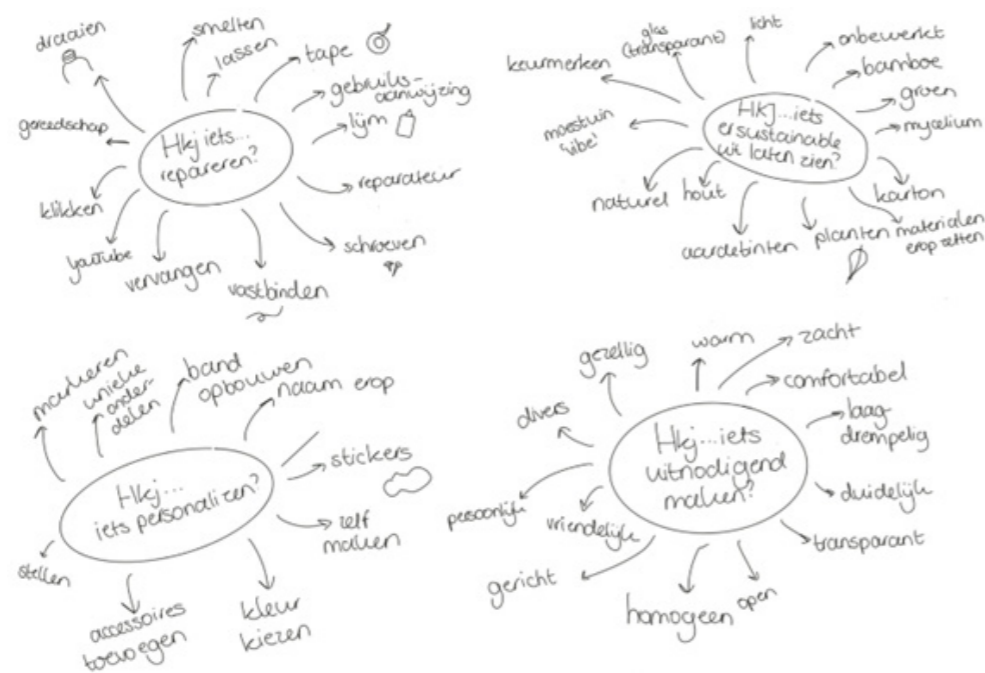 draaien
smelten
lassen
tape
gebruiks-
aanwijzing
lijm
reparateur
schroeven
vastbinden
vervangen
youtube
klikken
gereedschap
Hkj iets...
repareren?
keurmerken
glas
(transparant)
licht
onbewerkt
bamboe
groen
mycelium
karton
materialen
erop zetten
planten
aardetinten
hout
naturel
moestuin
'vibe'
HKJ...iets
er sustainable
uit laten zien?
markeren
unieke
onder-
delen
band
opbouwen
naam erop
stickers
zelf
maken
kleur
kiezen
accessoires
toevoegen
stellen
Hkj...
iets personalizen?
gezellig
warm
zacht
comfortabel
laag-
drempelig
duidelijk
transparant
open
homogeen
gericht
vriendelijk
persoonlijk
divers
Hkj...iets
uitnodigend
maken?